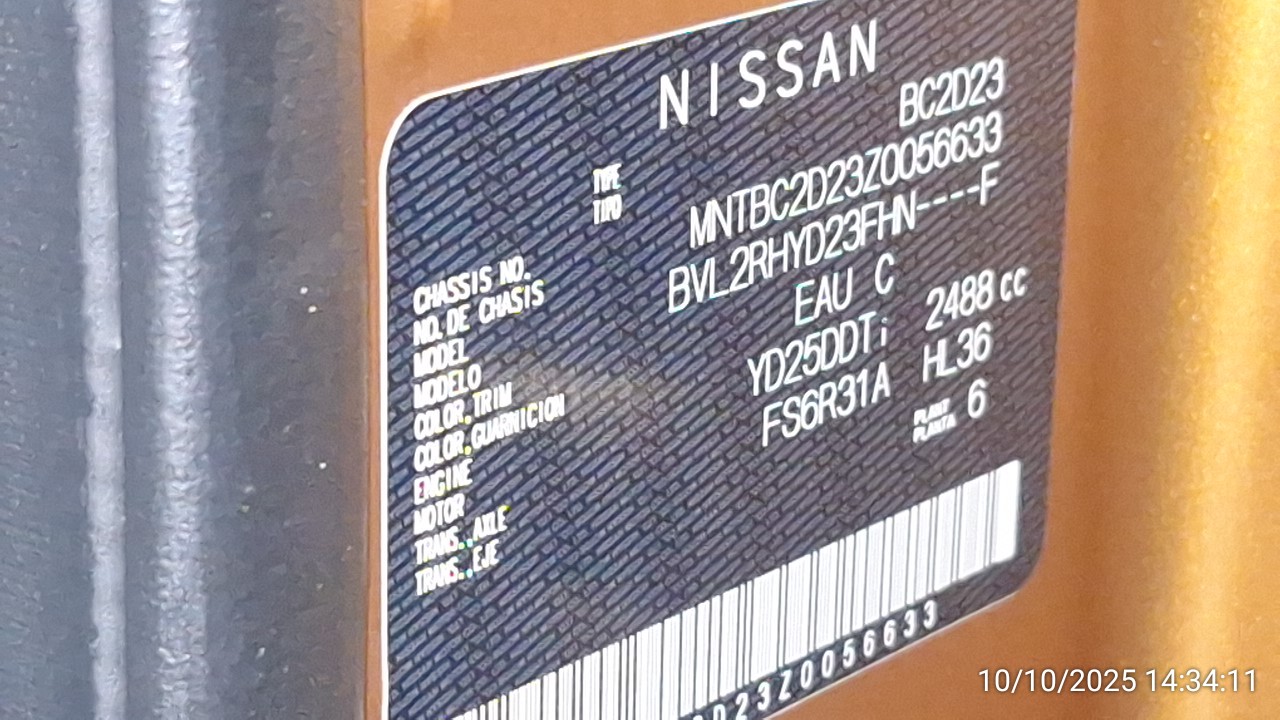 NISSAN
TYPE BC2D23
TIPO
CHASSIS NO. MNTBC2D23Z0056633
NO. DE CHASIS
MODEL BVL2RHYD23FHN----F
MODELO
COLOR,TRIM EAU C
COLOR,GUARNICION
ENGINE YD25DDTi 2488 cc
MOTOR
TRANS.,AXLE FS6R31A HL36
TRANS.,EJE
PLANT 6
PLANTA
D23Z0056633
10/10/2025 14:34:11